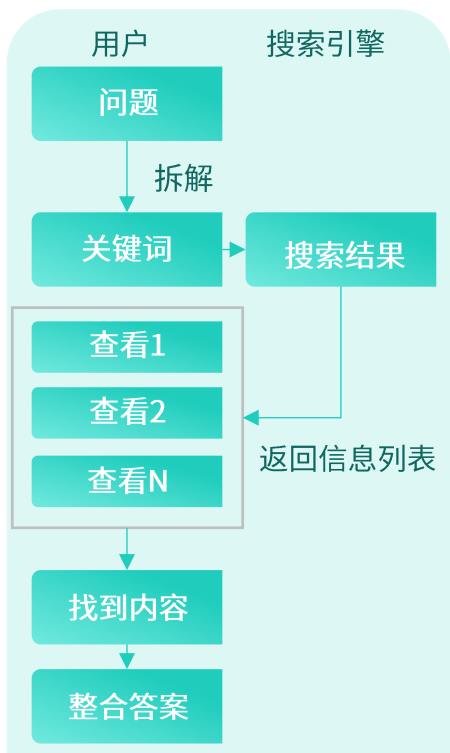 用户
搜索引擎
问题
拆解
关键词
搜索结果
查看1
查看2
返回信息列表
查看N
找到内容
整合答案